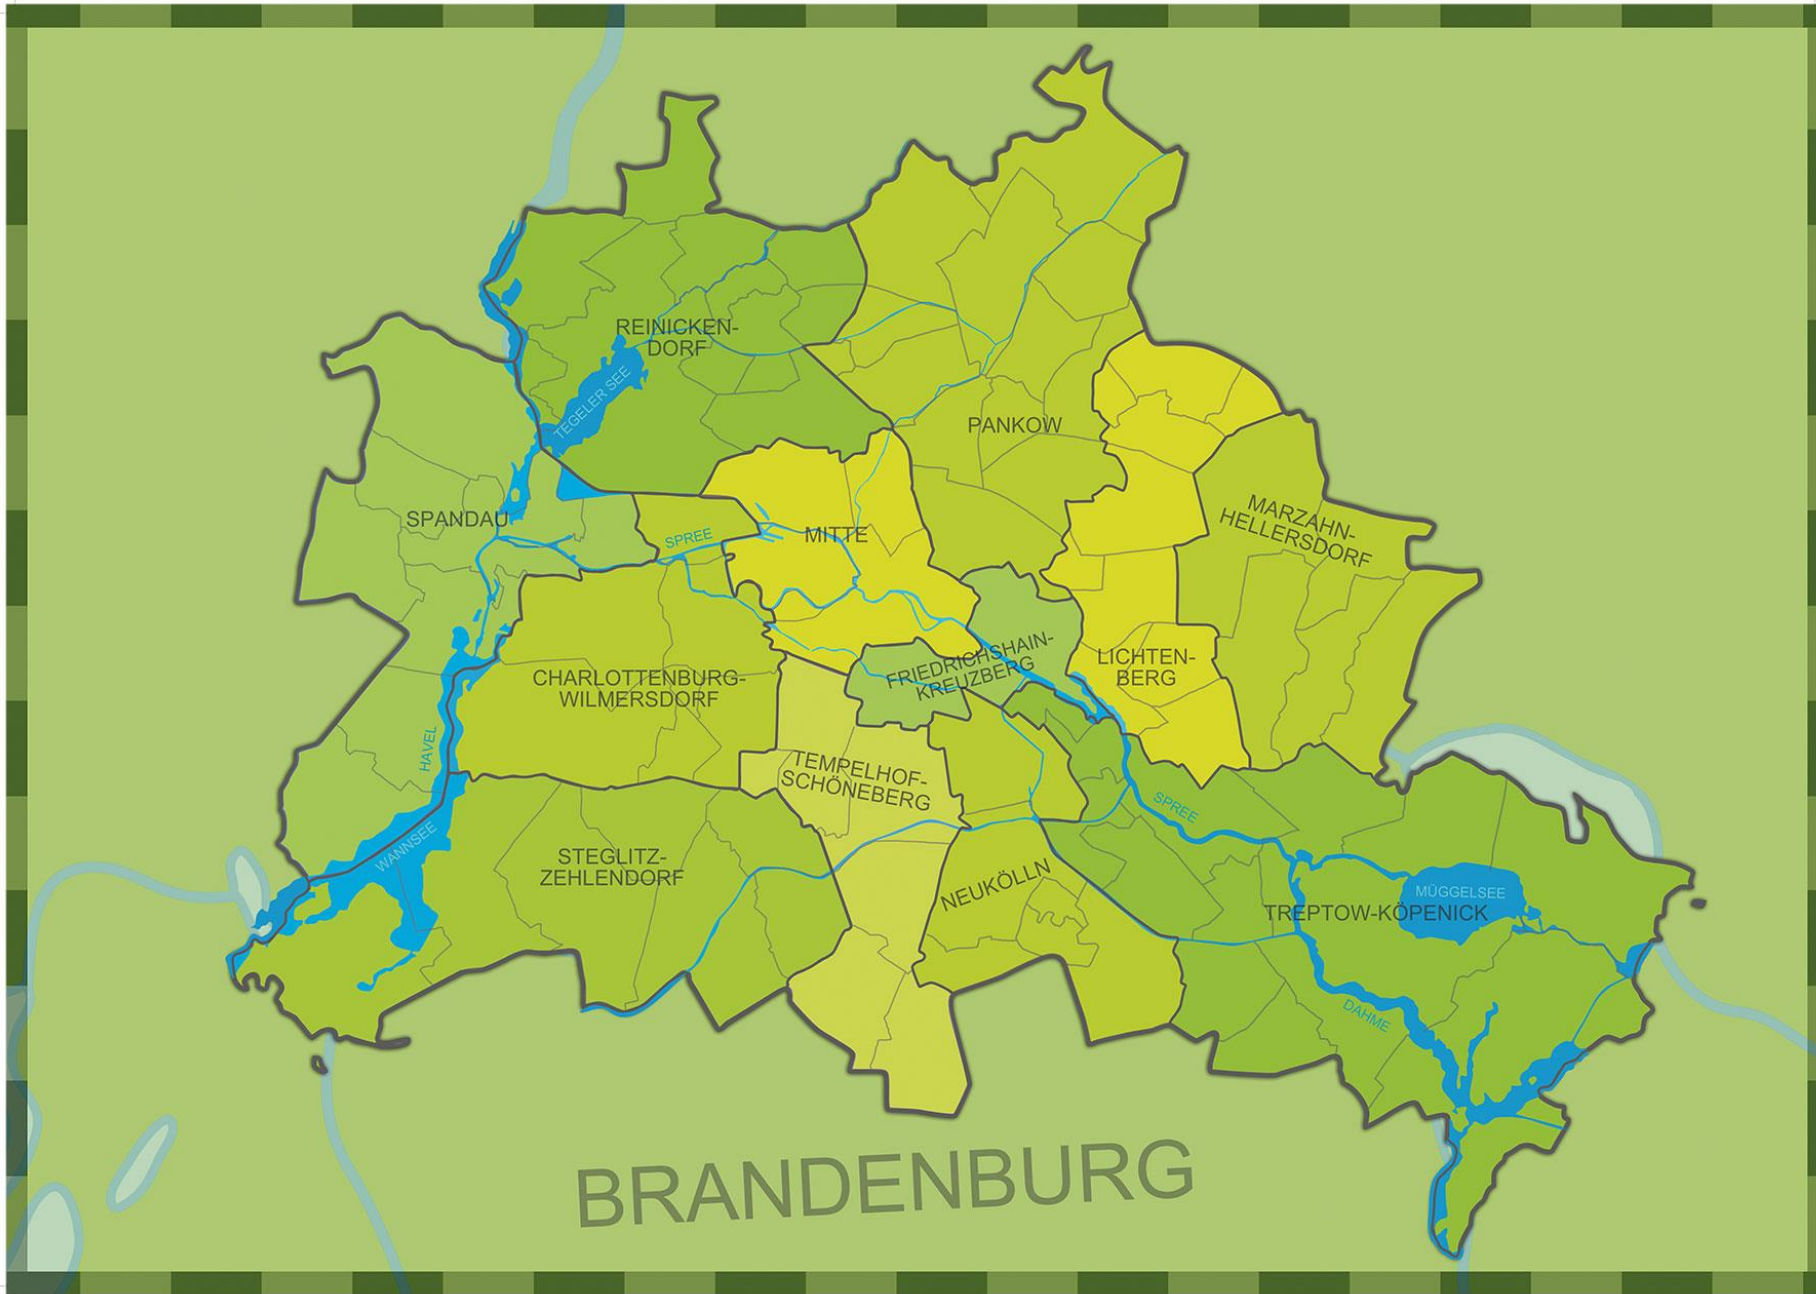 REINICKEN-
DORF
TEGELER SEE
PANKOW
SPANDAU
SPREE
MITTE
MARZAHN-
HELLERSDORF
FRIEDRICHSHAIN-
KREUZBERG
LICHTEN-
BERG
CHARLOTTENBURG-
WILMERSDORF
HAVEL
TEMPELHOF-
SCHÖNEBERG
SPREE
WANNSEE
STEGLITZ-
ZEHLENDORF
NEUKÖLLN
MÜGGELSEE
TREPTOW-KÖPENICK
DAHME
BRANDENBURG